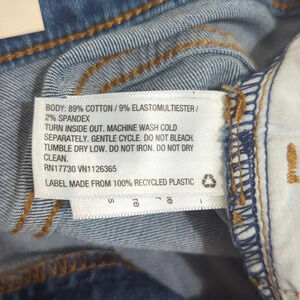 BODY: 89% COTTON / 9% ELASTOMULTIESTER /
2% SPANDEX
TURN INSIDE OUT. MACHINE WASH COLD
SEPARATELY. GENTLE CYCLE. DO NOT BLEACH.
TUMBLE DRY LOW. DO NOT IRON. DO NOT DRY
CLEAN.
RN17730 VN1126365
LABEL MADE FROM 100% RECYCLED PLASTIC